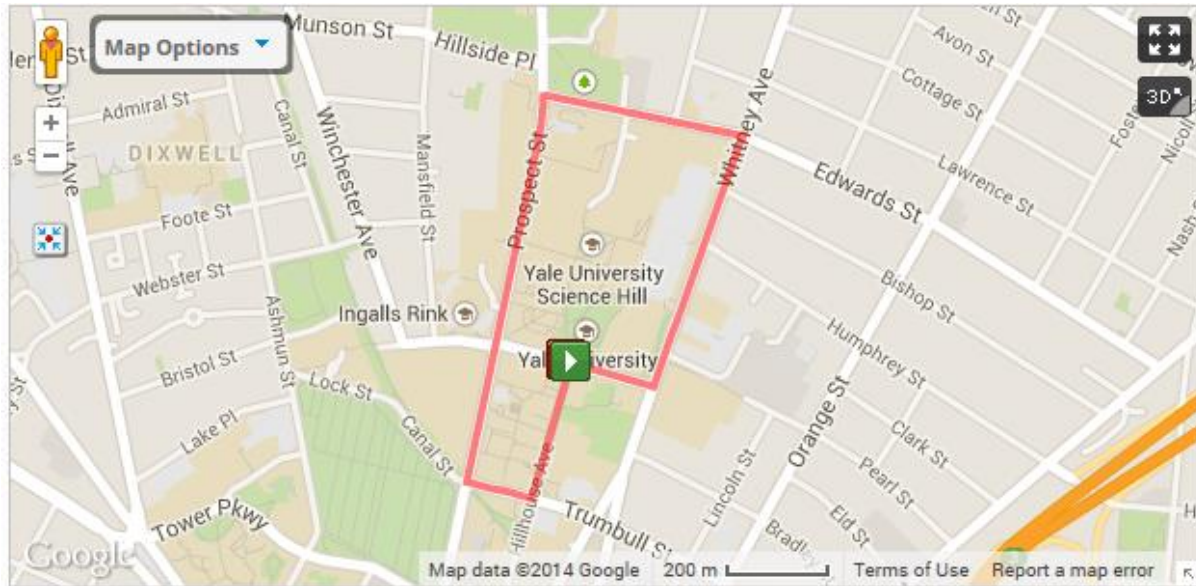 Map Options
3D
+
−
Munson St
Hillside Pl
Avon St
Cottage St
Admiral St
Canal St
Winchester Ave
Mansfield St
DIXWELL
Prospect St
Whitney Ave
Lawrence St
Edwards St
Foote St
Webster St
Yale University
Science Hill
Bishop St
Ingalls Rink
Humphrey St
Ashmun St
Bristol St
Lock St
Lake Pl
Canal St
Hillhouse Ave
Orange St
Clark St
Pearl St
Lincoln St
Eld St
Tower Pkwy
Trumbull St
Google
Map data ©2014 Google
200 m
Terms of Use
Report a map error